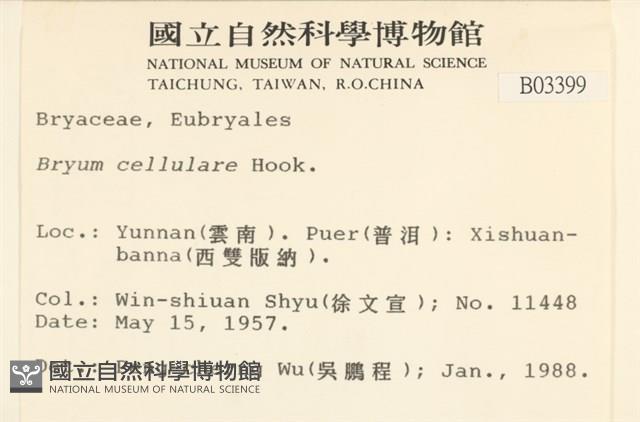 國立自然科學博物館
NATIONAL MUSEUM OF NATURAL SCIENCE
TAICHUNG, TAIWAN, R.O.CHINA
B03399
Bryaceae, Eubryales
Bryum cellulare Hook.
Loc.: Yunnan(雲南). Puer(普洱): Xishuan-
banna(西雙版納).
Col.: Win-shiuan Shyu(徐文宣); No. 11448
Date: May 15, 1957.
Wu(吳鵬程); Jan., 1988.
國立自然科學博物館
NATIONAL MUSEUM OF NATURAL SCIENCE